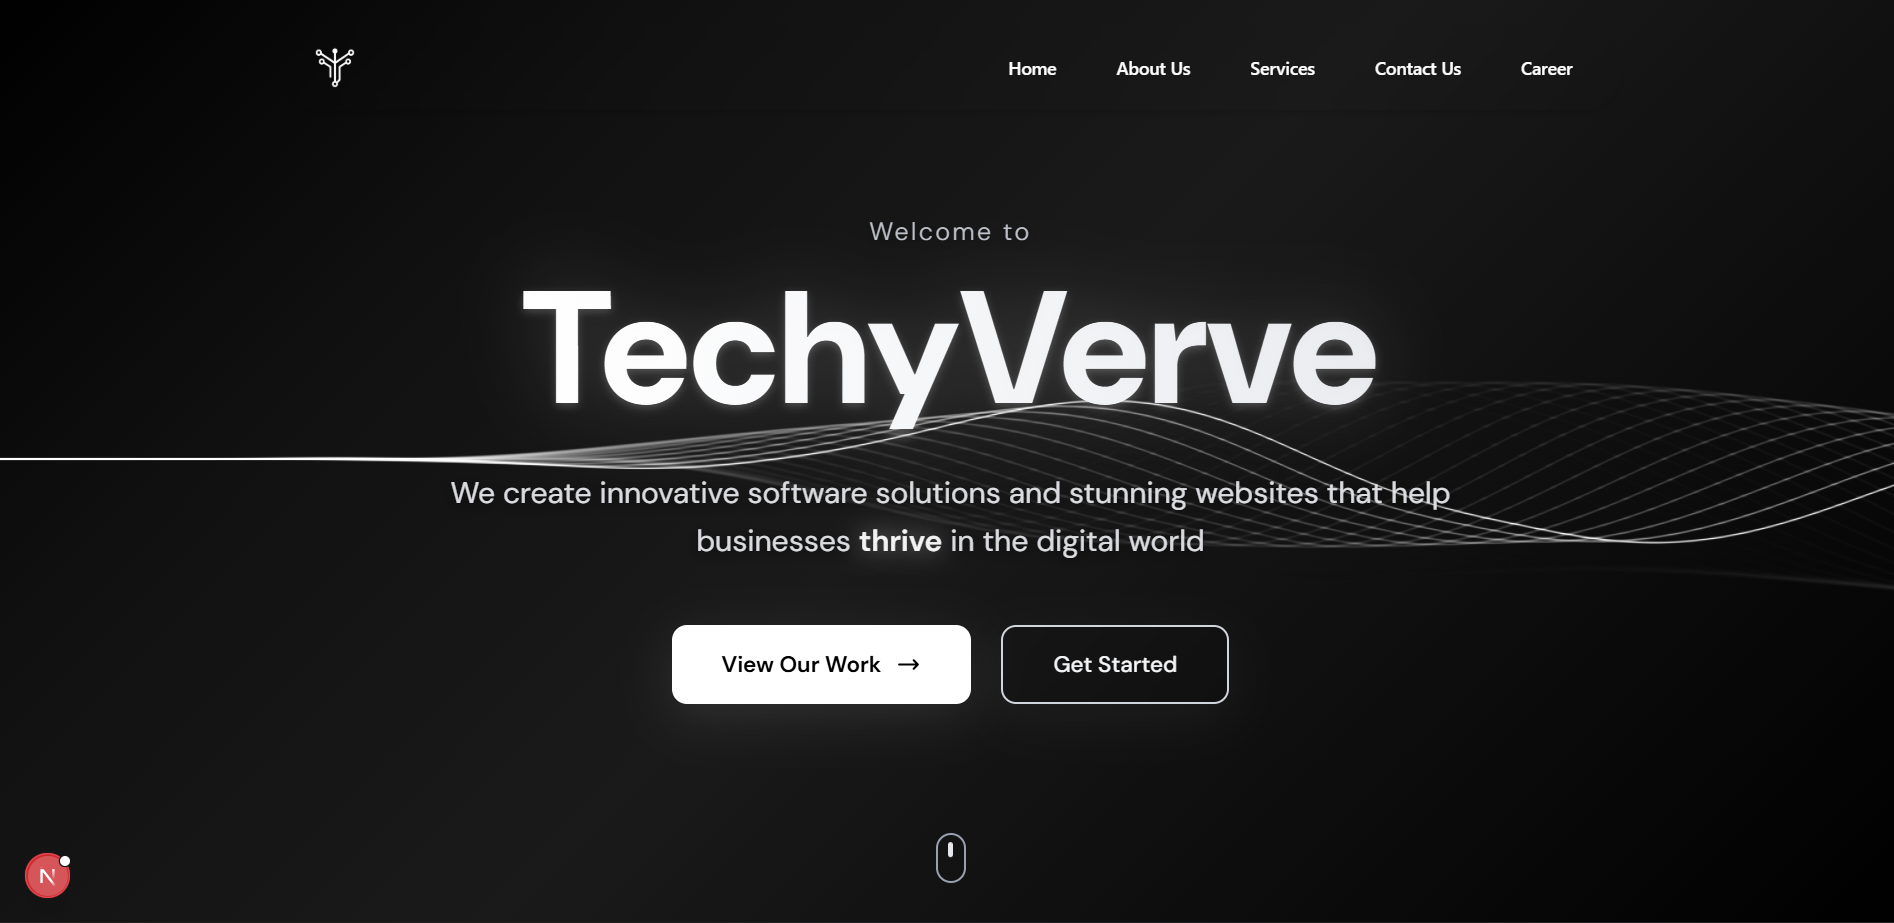 Home About Us Services Contact Us Career
Welcome to
TechyVerve
We create innovative software solutions and stunning websites that help
businesses thrive in the digital world
View Our Work → Get Started
N